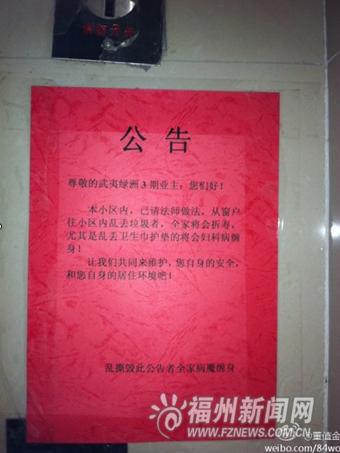 公告
尊敬的武夷绿洲3期业主：您们好！
本小区内，已请法师做法，从窗户
往小区内乱丢垃圾者，全家将会折寿，
尤其是乱丢卫生巾护垫的将会妇科病缠
身！
让我们共同来维护，您自身的安全，
和您自身的居住环境吧！
乱撕毁此公告者全家病魔缠身
福州新闻网
WWW.FZNEWS.COM.CN
@董值金
weibo.com/84wo